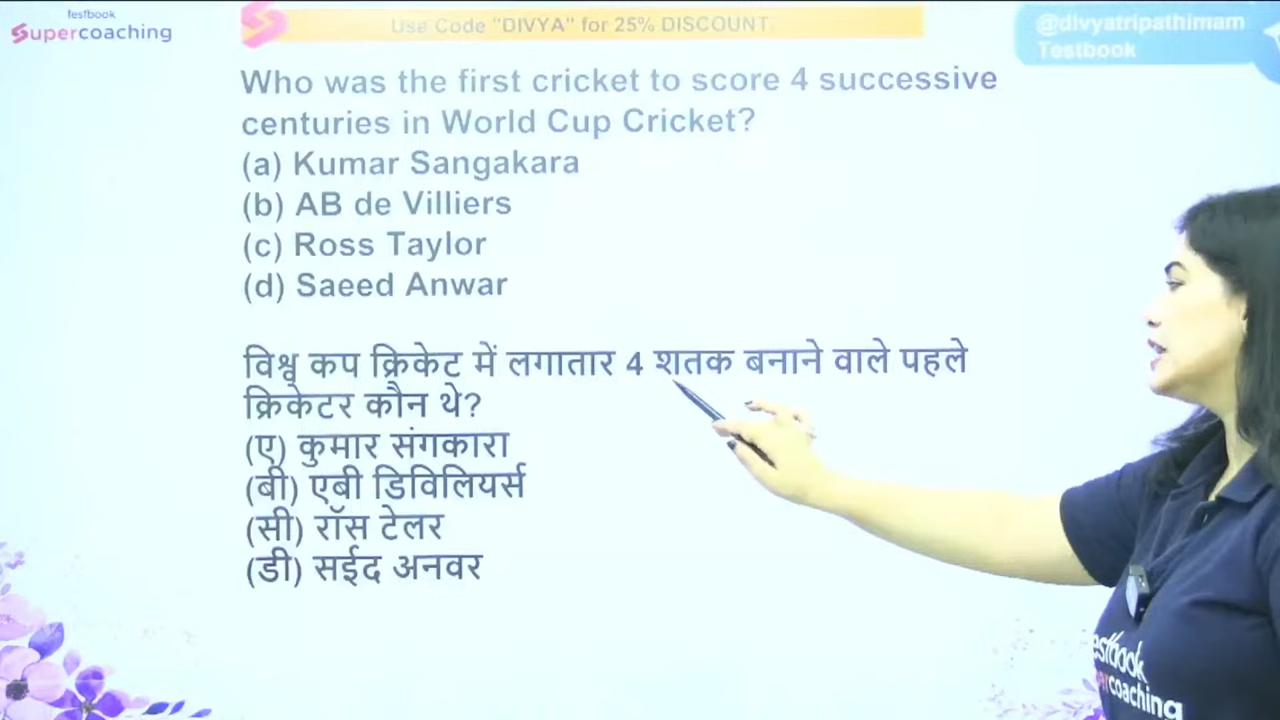 testbook
Supercoaching
Use Code "DIVYA" for 25% DISCOUNT.
@divyatripathimam
Testbook
Who was the first cricket to score 4 successive
centuries in World Cup Cricket?
(a) Kumar Sangakara
(b) AB de Villiers
(c) Ross Taylor
(d) Saeed Anwar
विश्व कप क्रिकेट में लगातार 4 शतक बनाने वाले पहले
क्रिकेटर कौन थे?
(ए) कुमार संगकारा
(बी) एबी डिविलियर्स
(सी) रॉस टेलर
(डी) सईद अनवर
estbook
percoaching